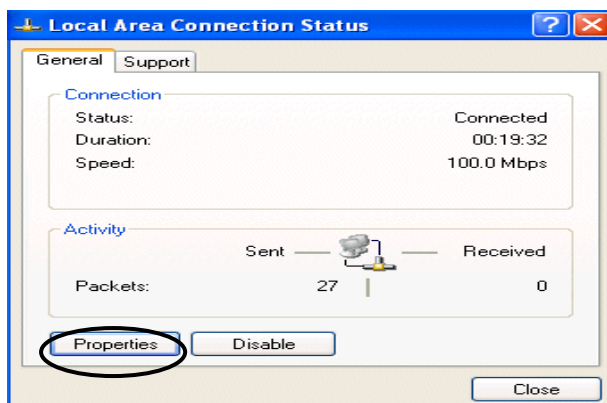 Local Area Connection Status
General Support
Connection
Status: Connected
Duration: 00:19:32
Speed: 100.0 Mbps
Activity
Sent Received
Packets: 27 0
Properties Disable
Close